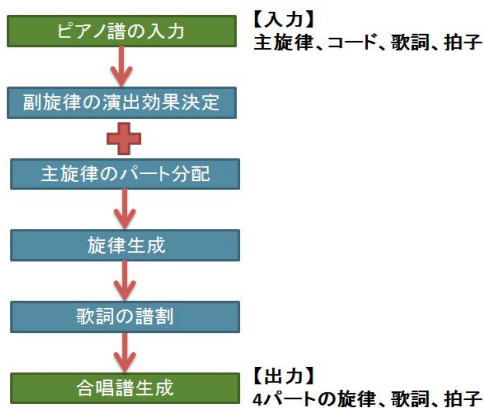 ピアノ譜の入力
【入力】
主旋律、コード、歌詞、拍子
副旋律の演出効果決定
主旋律のパート分配
旋律生成
歌詞の譜割
合唱譜生成
【出力】
4パートの旋律、歌詞、拍子